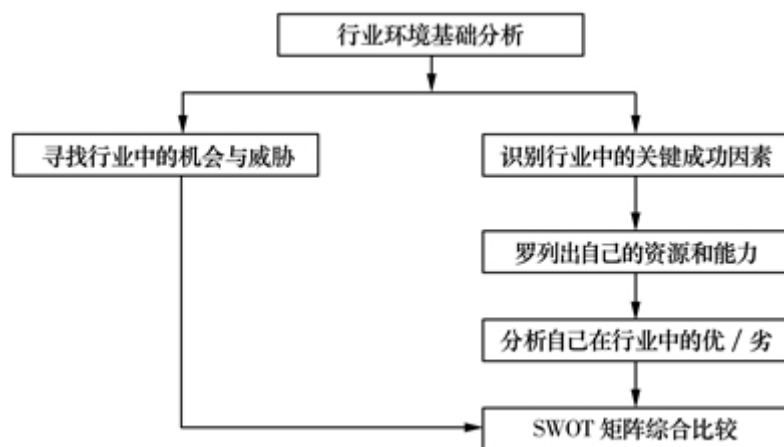 行业环境基础分析
寻找行业中的机会与威胁
识别行业中的关键成功因素
罗列出自己的资源和能力
分析自己在行业中的优 / 劣
SWOT 矩阵综合比较